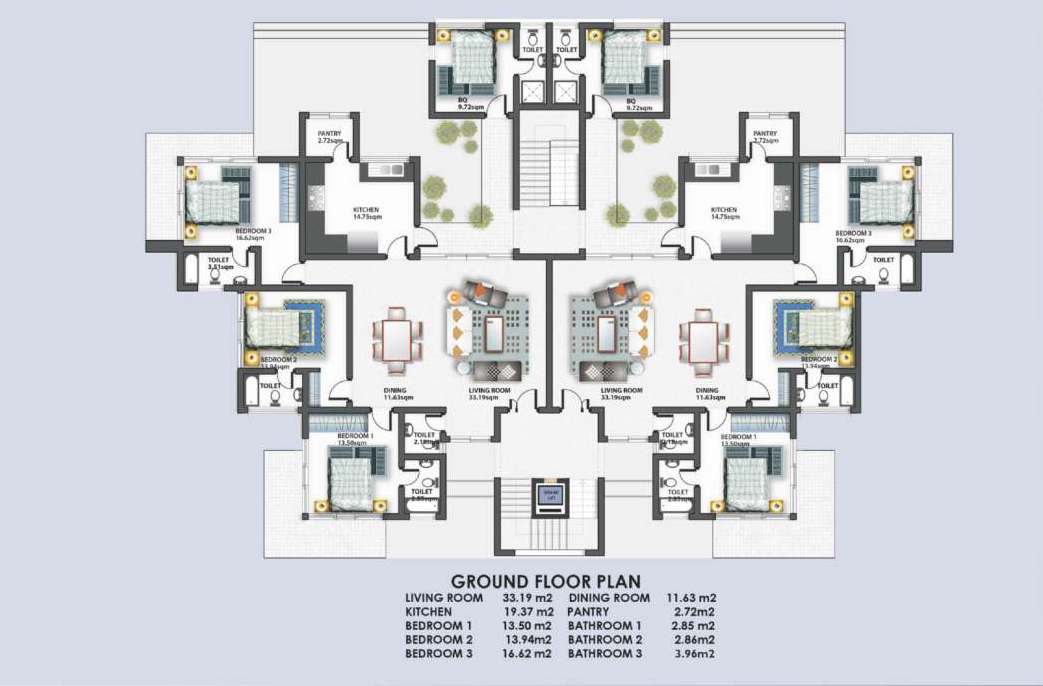 TOILET TOILET
BQ
9.72sqm
BQ
9.72sqm
PANTRY
2.72sqm
PANTRY
2.72sqm
KITCHEN
14.75sqm
KITCHEN
14.75sqm
BEDROOM 3
16.62sqm
BEDROOM 3
16.62sqm
TOILET
3.51sqm
TOILET
BEDROOM 2
13.94sqm
BEDROOM 2
13.94sqm
TOILET
TOILET
DINING
11.63sqm
LIVING ROOM
33.19sqm
LIVING ROOM
33.19sqm
DINING
11.63sqm
BEDROOM 1
13.50sqm
TOILET
TOILET
BEDROOM 1
13.50sqm
TOILET
2.85sqm
TOILET
2.85sqm
LIFT
GROUND FLOOR PLAN
LIVING ROOM 33.19 m2 DINING ROOM 11.63 m2
KITCHEN 19.37 m2 PANTRY 2.72m2
BEDROOM 1 13.50 m2 BATHROOM 1 2.85 m2
BEDROOM 2 13.94m2 BATHROOM 2 2.86m2
BEDROOM 3 16.62 m2 BATHROOM 3 3.96m2